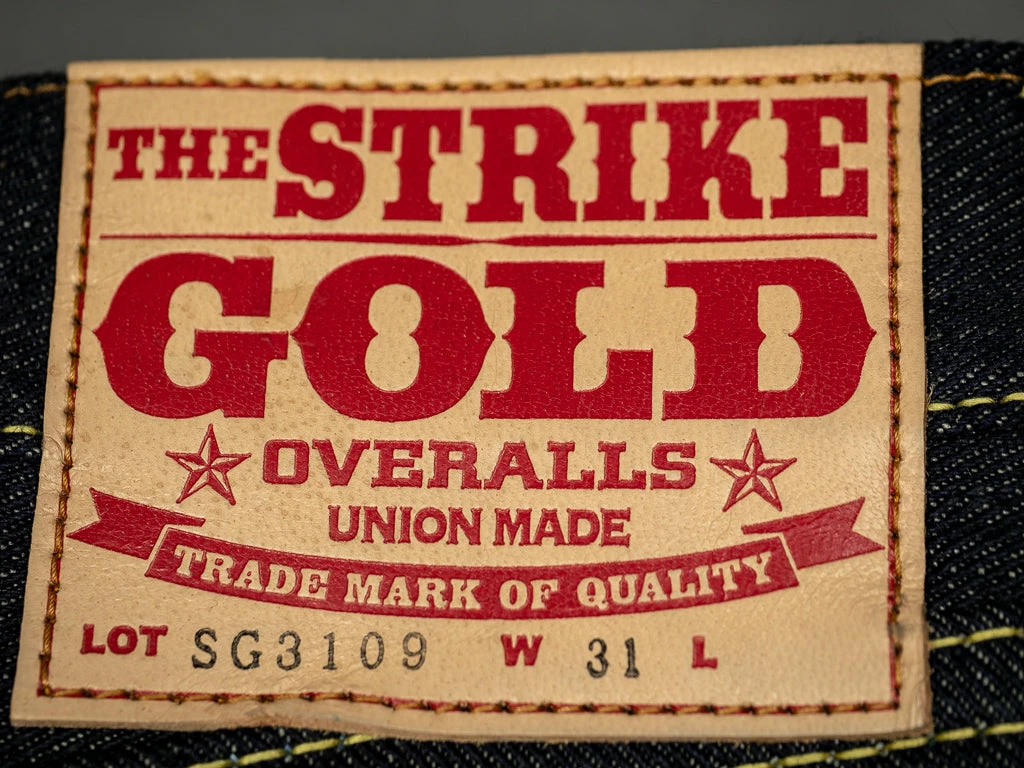 THE STRIKE
GOLD
OVERALLS
UNION MADE
TRADE MARK OF QUALITY
LOT SG3109 W 31 L